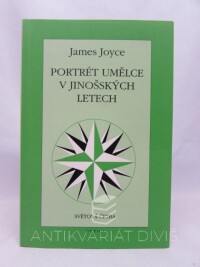 James Joyce
PORTRÉT UMĚLCE
V JINOŠSKÝCH
LETECH
SVĚTOVÁ ČETBA
ANTIKVARIÁT DIVIŠ